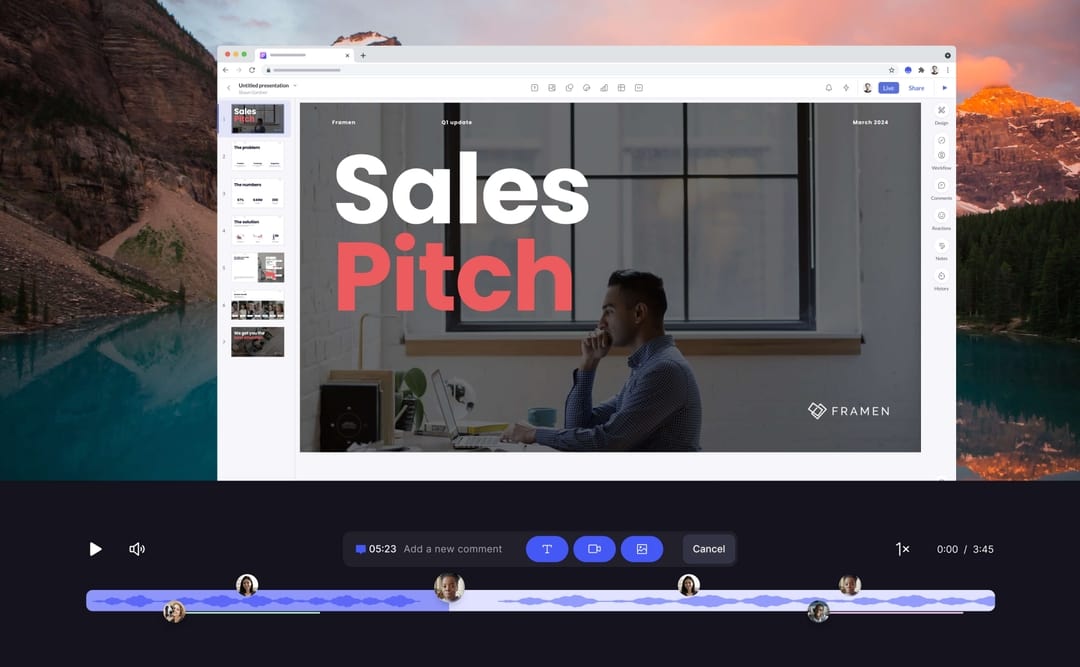 Untitled presentation
Live
Share
Sales
Pitch
The problem
The numbers
The solution
We got you the
Framen
Q1 update
March 2024
Sales
Pitch
FRAMEN
Design
Workflow
Comments
Reactions
Notes
History
05:23 Add a new comment
T
Cancel
1×
0:00 / 3:45